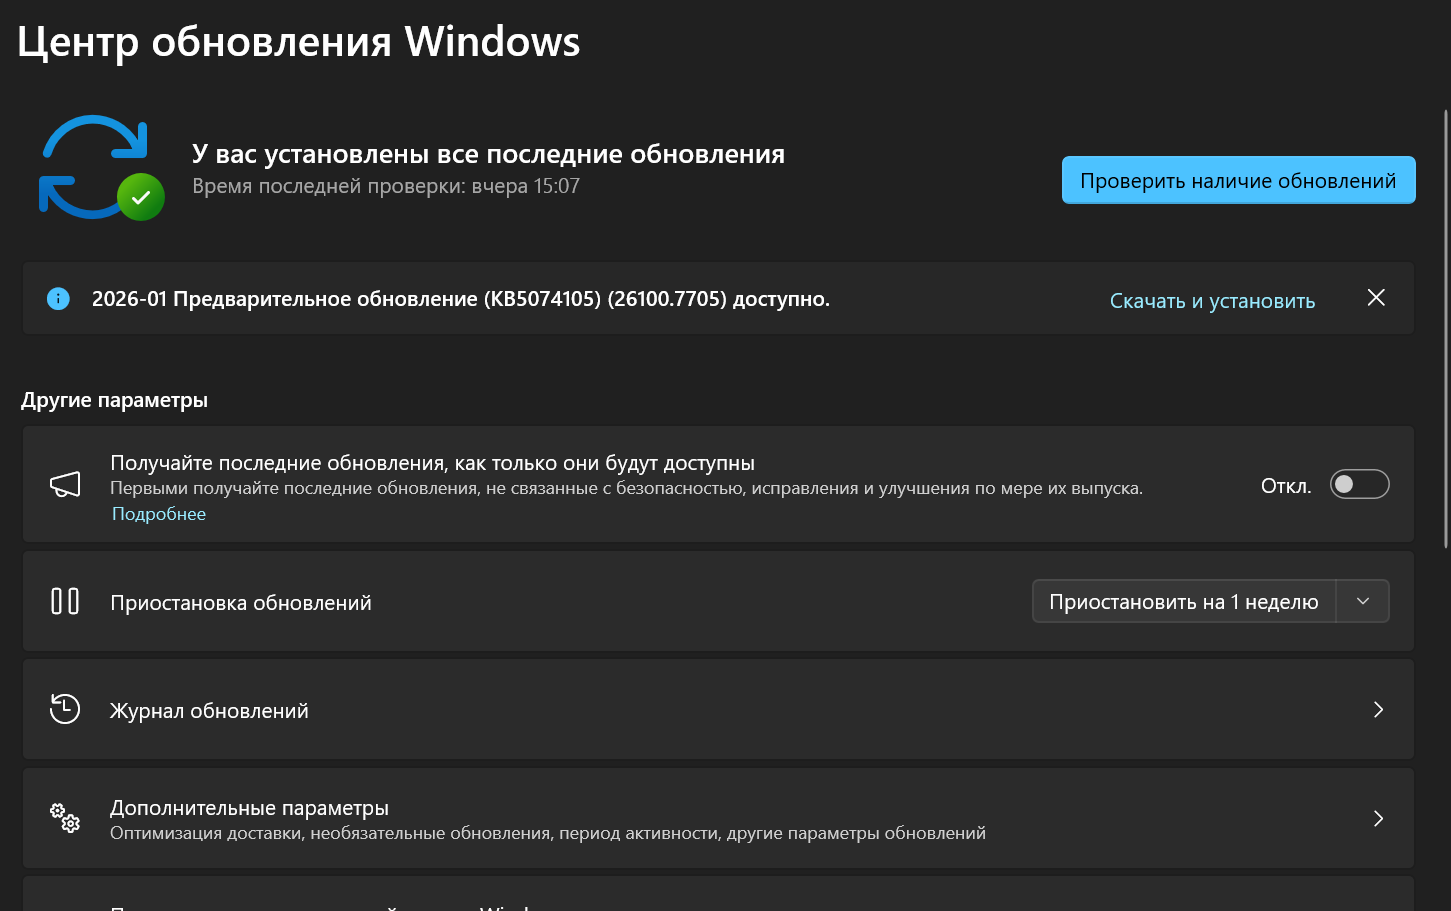 Центр обновления Windows
У вас установлены все последние обновления
Время последней проверки: вчера 15:07
Проверить наличие обновлений
2026-01 Предварительное обновление (KB5074105) (26100.7705) доступно.
Скачать и установить
Другие параметры
Получайте последние обновления, как только они будут доступны
Первыми получайте последние обновления, не связанные с безопасностью, исправления и улучшения по мере их выпуска.
Подробнее
Откл.
Приостановка обновлений
Приостановить на 1 неделю
Журнал обновлений
Дополнительные параметры
Оптимизация доставки, необязательные обновления, период активности, другие параметры обновлений